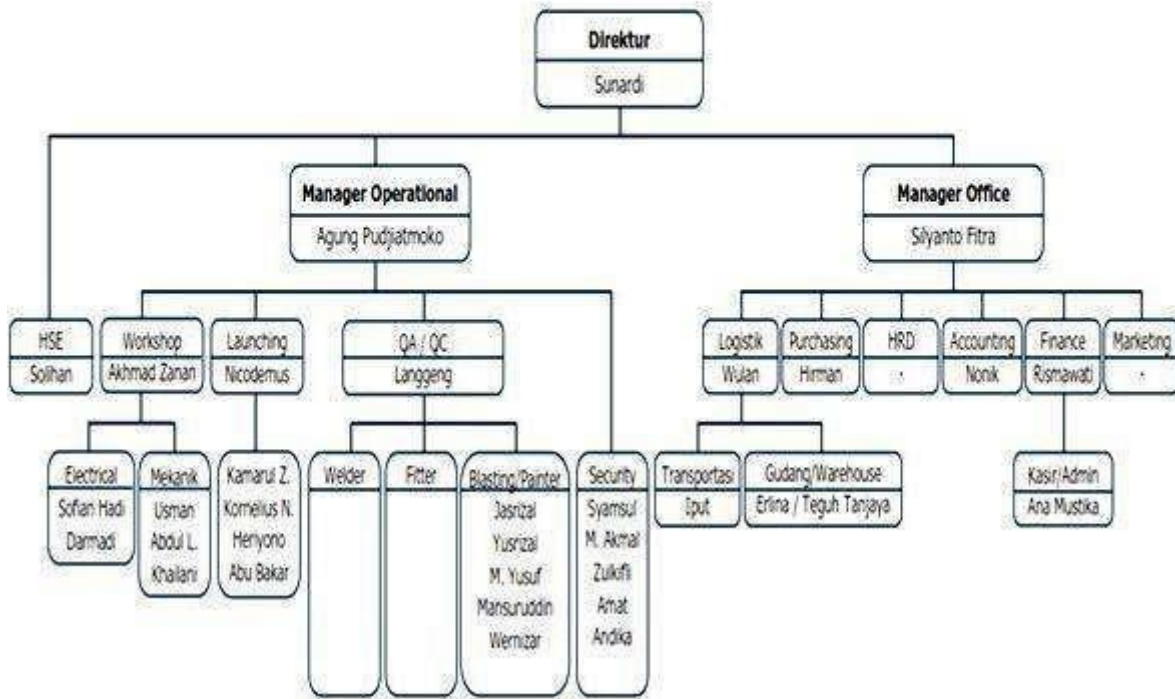 Direktur
Sunardi
Manager Operational
Agung Pudjiatmoko
Manager Office
Silyanto Fitra
HSE
Solihan
Workshop
Akhmad Zanan
Launching
Nicodemus
QA / QC
Langgeng
Logistik
Wulan
Purchasing
Hirman
HRD
-
Accounting
Nonik
Finance
Rismawati
Marketing
-
Electrical
Sofian Hadi
Darmadi
Mekanik
Usman
Abdul L.
Khailani
Kamarul Z.
Kornelius N.
Heriyono
Abu Bakar
Welder
Fitter
Blasting/Painter
Jasrizal
Yusrizal
M. Yusuf
Mansuruddin
Wernizar
Security
Syamsul
M. Akmal
Zulkifli
Amat
Andika
Transportasi
Iput
Gudang/Warehouse
Erlina / Teguh Tanjaya
Kasir/Admin
Ana Mustika